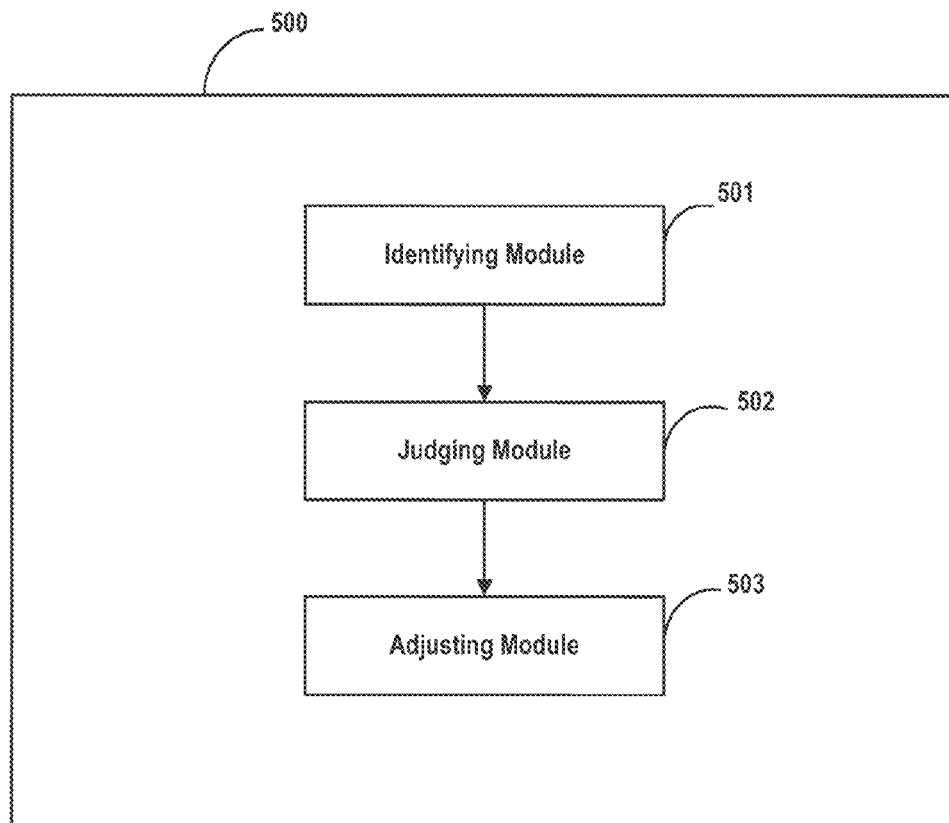 500
501
Identifying Module
502
Judging Module
503
Adjusting Module